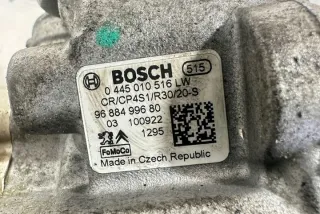 BOSCH 515
0 445 010 516 LW
CR/CP4S1/R30/20-S
96 884 996 80
03 100922
1295
FoMoCo
Made in Czech Republic